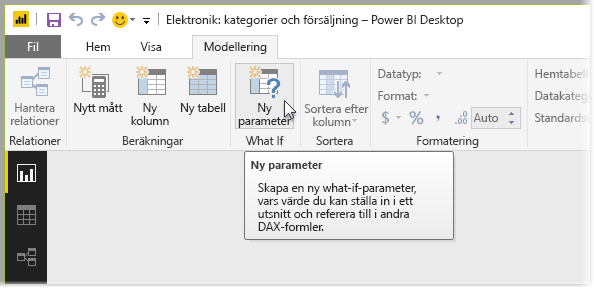 Elektronik: kategorier och försäljning – Power BI Desktop
Fil Hem Visa Modellering
Hantera relationer
Nytt mått
Ny kolumn
Ny tabell
Ny parameter
Sortera efter kolumn
Datatyp:
Format:
$ % , .00 Auto
Hemtabell
Datakateg
Standards
Relationer Beräkningar What If Sortera Formatering
Ny parameter
Skapa en ny what-if-parameter,
vars värde du kan ställa in i ett
utsnitt och referera till i andra
DAX-formler.